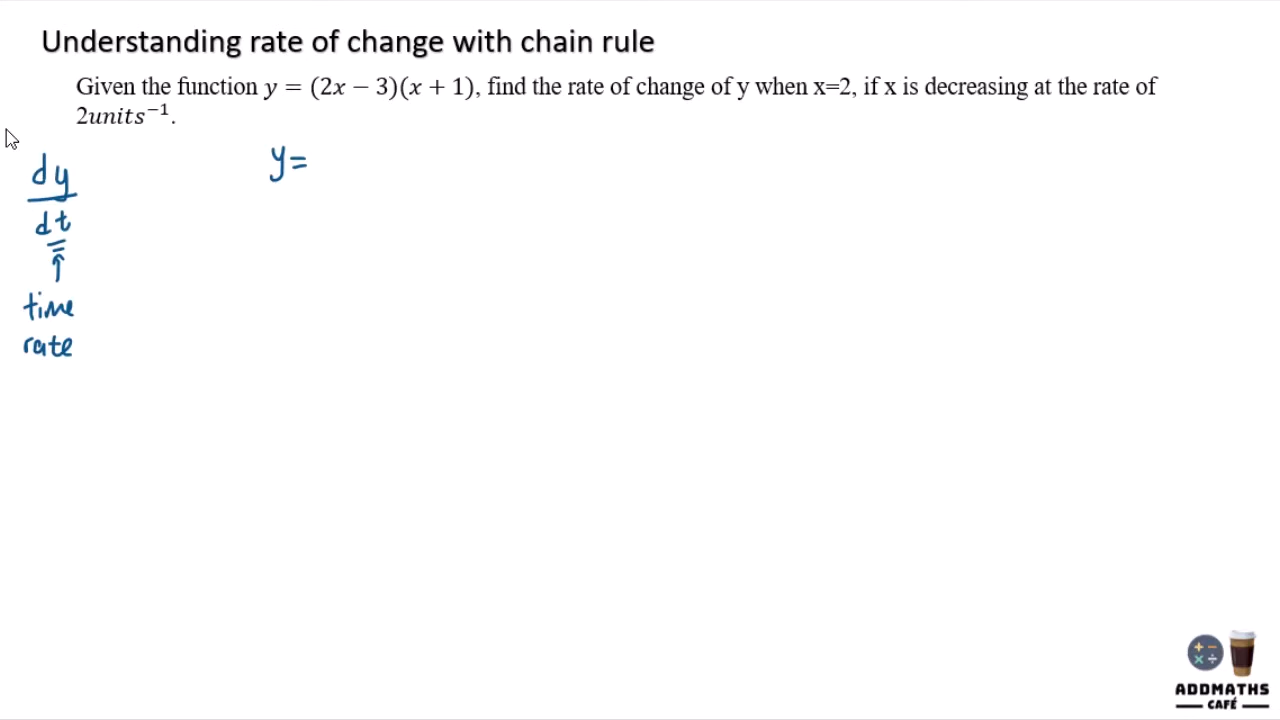 Understanding rate of change with chain rule
Given the function y = (2x − 3)(x + 1), find the rate of change of y when x=2, if x is decreasing at the rate of
2units⁻¹.
y=
dy
dt
time
rate
+ −
× ÷
ADDMATHS
CAFÉ